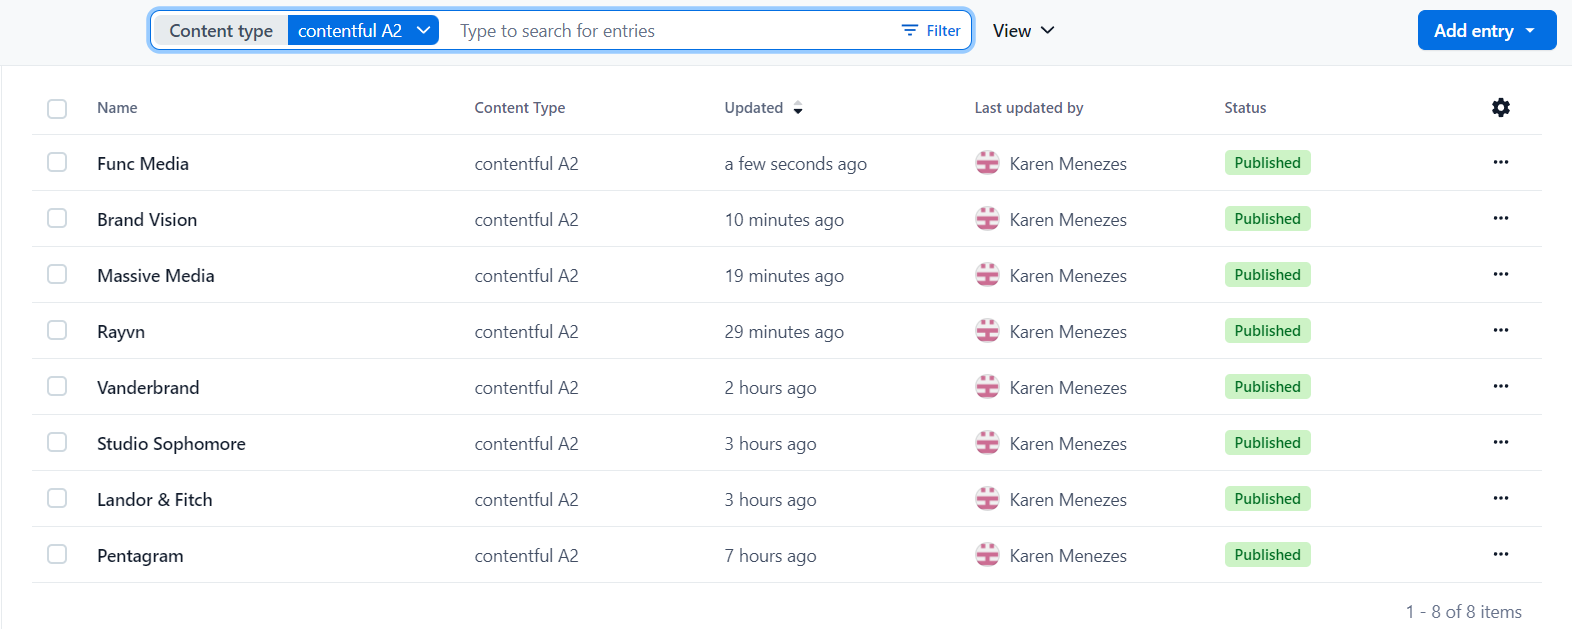 Content type contentful A2 Type to search for entries Filter View Add entry
Name Content Type Updated Last updated by Status
Func Media contentful A2 a few seconds ago Karen Menezes Published
Brand Vision contentful A2 10 minutes ago Karen Menezes Published
Massive Media contentful A2 19 minutes ago Karen Menezes Published
Rayvn contentful A2 29 minutes ago Karen Menezes Published
Vanderbrand contentful A2 2 hours ago Karen Menezes Published
Studio Sophomore contentful A2 3 hours ago Karen Menezes Published
Landor & Fitch contentful A2 3 hours ago Karen Menezes Published
Pentagram contentful A2 7 hours ago Karen Menezes Published
1 - 8 of 8 items